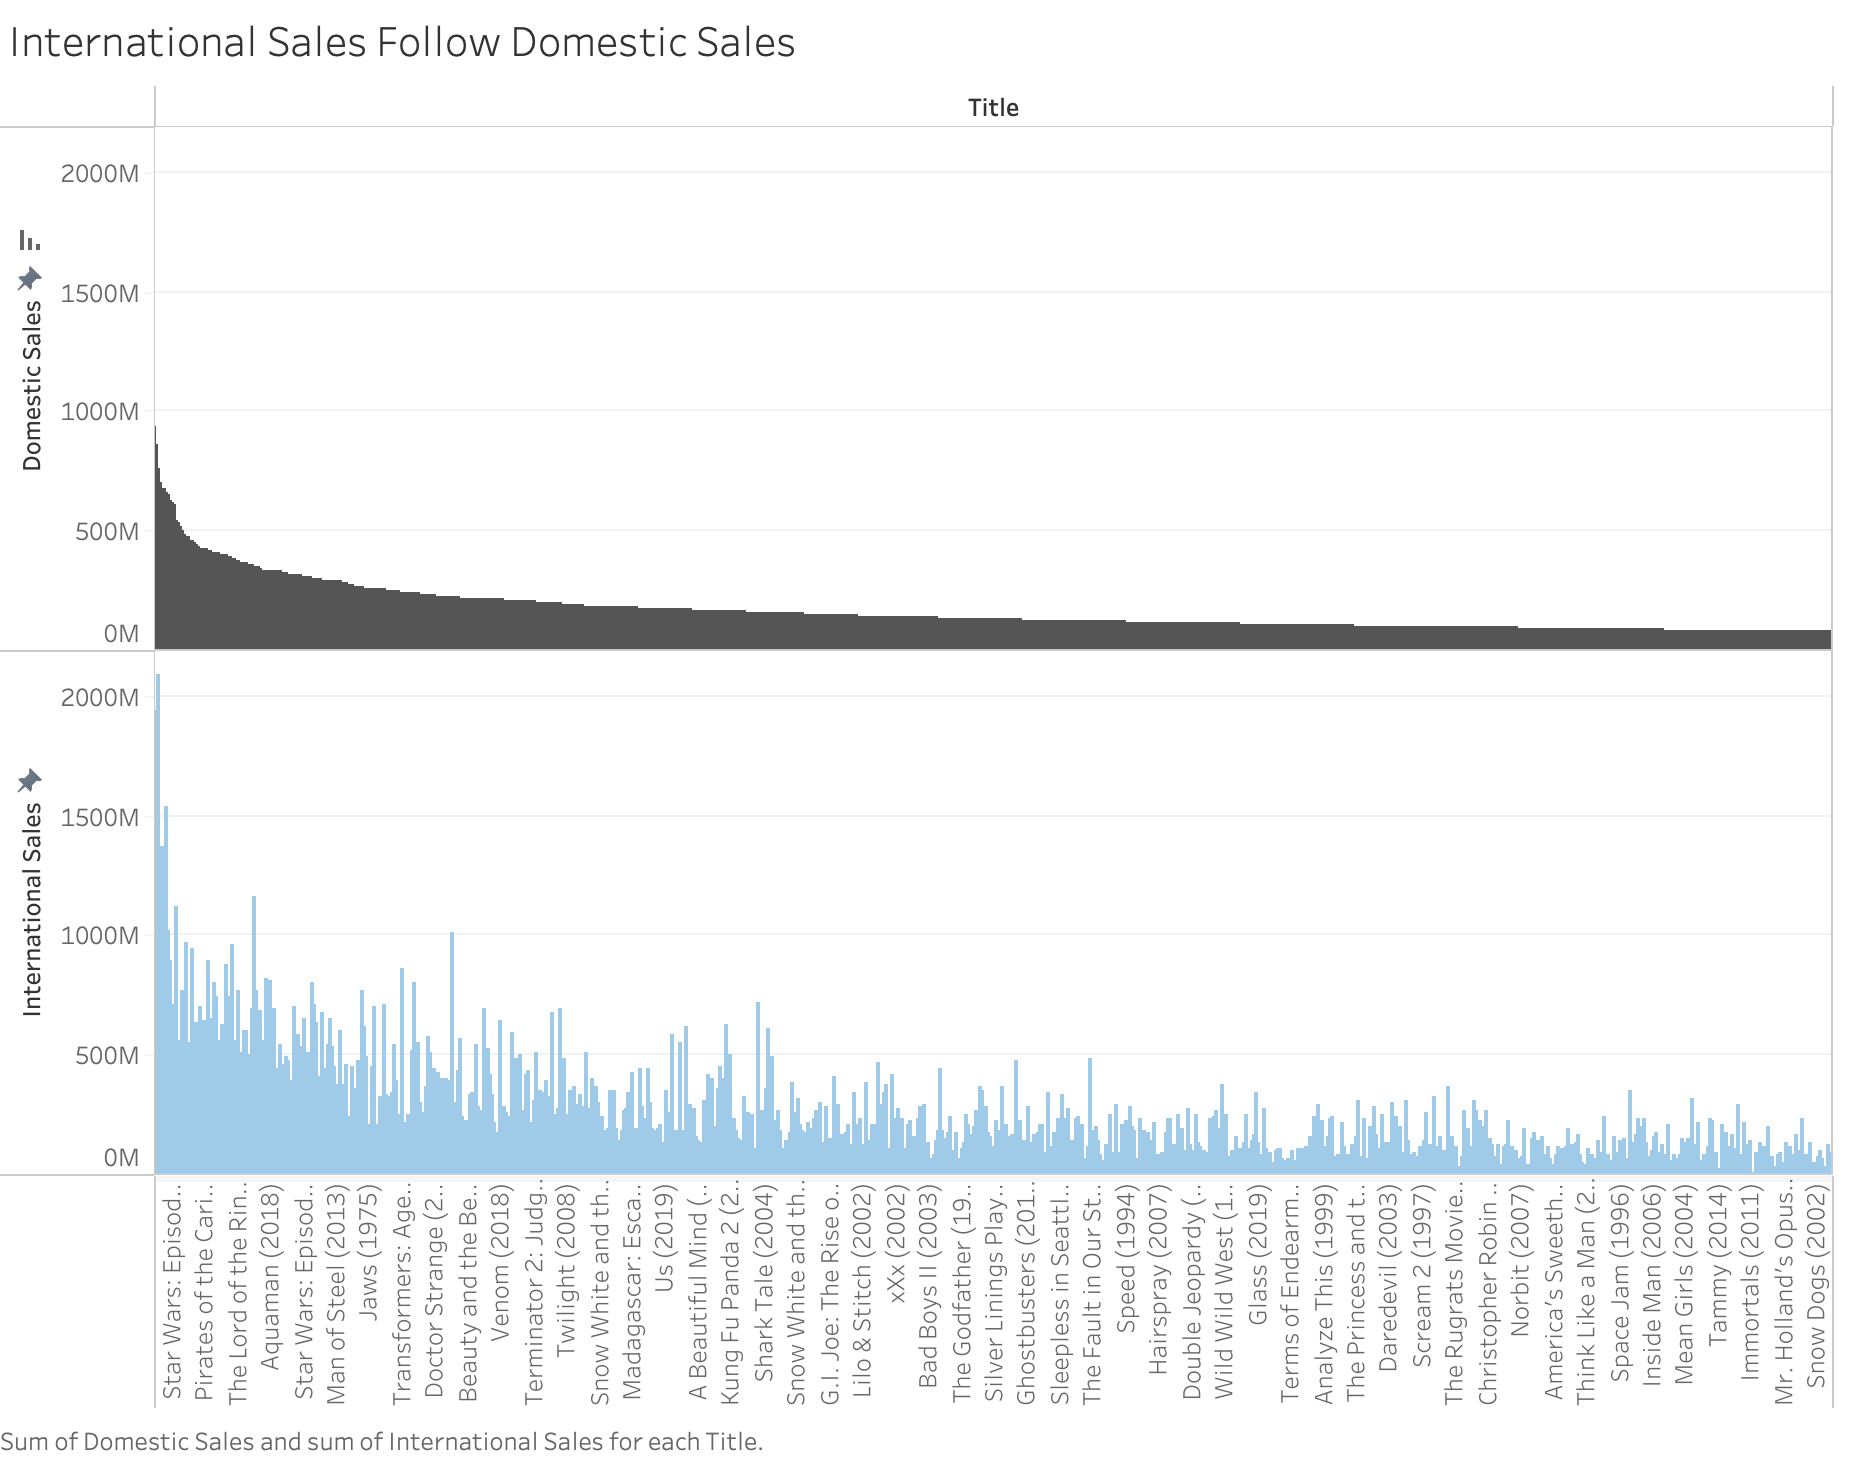 International Sales Follow Domestic Sales
Title
Domestic Sales
2000M
1500M
1000M
500M
0M
International Sales
2000M
1500M
1000M
500M
0M
Star Wars: Episod..
Pirates of the Cari..
The Lord of the Rin..
Aquaman (2018)
Star Wars: Episod..
Man of Steel (2013)
Jaws (1975)
Transformers: Age..
Doctor Strange (2..
Beauty and the Be..
Venom (2018)
Terminator 2: Judg..
Twilight (2008)
Snow White and th..
Madagascar: Esca..
Us (2019)
A Beautiful Mind (..
Kung Fu Panda 2 (2..
Shark Tale (2004)
Snow White and th..
G.I. Joe: The Rise o..
Lilo & Stitch (2002)
xXx (2002)
Bad Boys II (2003)
The Godfather (19..
Silver Linings Play..
Ghostbusters (201..
Sleepless in Seattl..
The Fault in Our St..
Speed (1994)
Hairspray (2007)
Double Jeopardy (..
Wild Wild West (1..
Glass (2019)
Terms of Endearm..
Analyze This (1999)
The Princess and t..
Daredevil (2003)
Scream 2 (1997)
The Rugrats Movie..
Christopher Robin ..
Norbit (2007)
America's Sweeth..
Think Like a Man (2..
Space Jam (1996)
Inside Man (2006)
Mean Girls (2004)
Tammy (2014)
Immortals (2011)
Mr. Holland's Opus..
Snow Dogs (2002)
Sum of Domestic Sales and sum of International Sales for each Title.